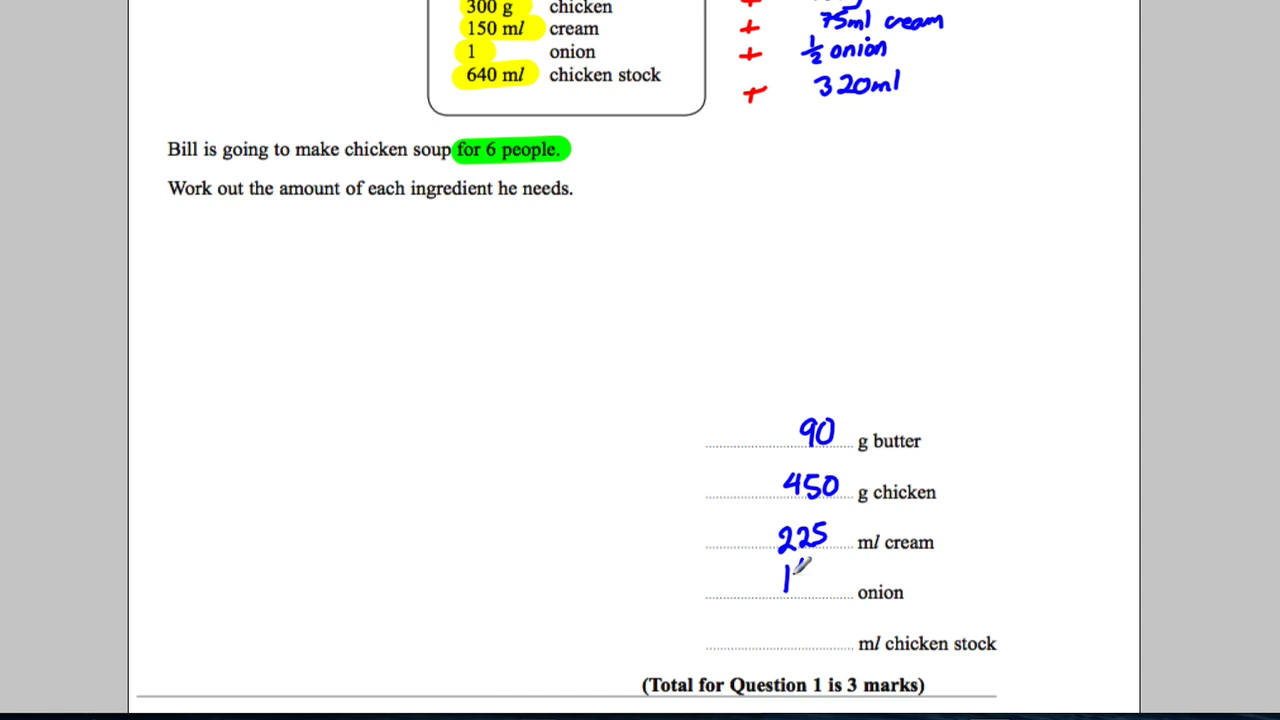 300 g chicken
150 ml cream + 75ml cream
1 onion + ½ onion
640 ml chicken stock + 320ml
Bill is going to make chicken soup for 6 people.
Work out the amount of each ingredient he needs.
90 g butter
450 g chicken
225 ml cream
1 onion
ml chicken stock
(Total for Question 1 is 3 marks)